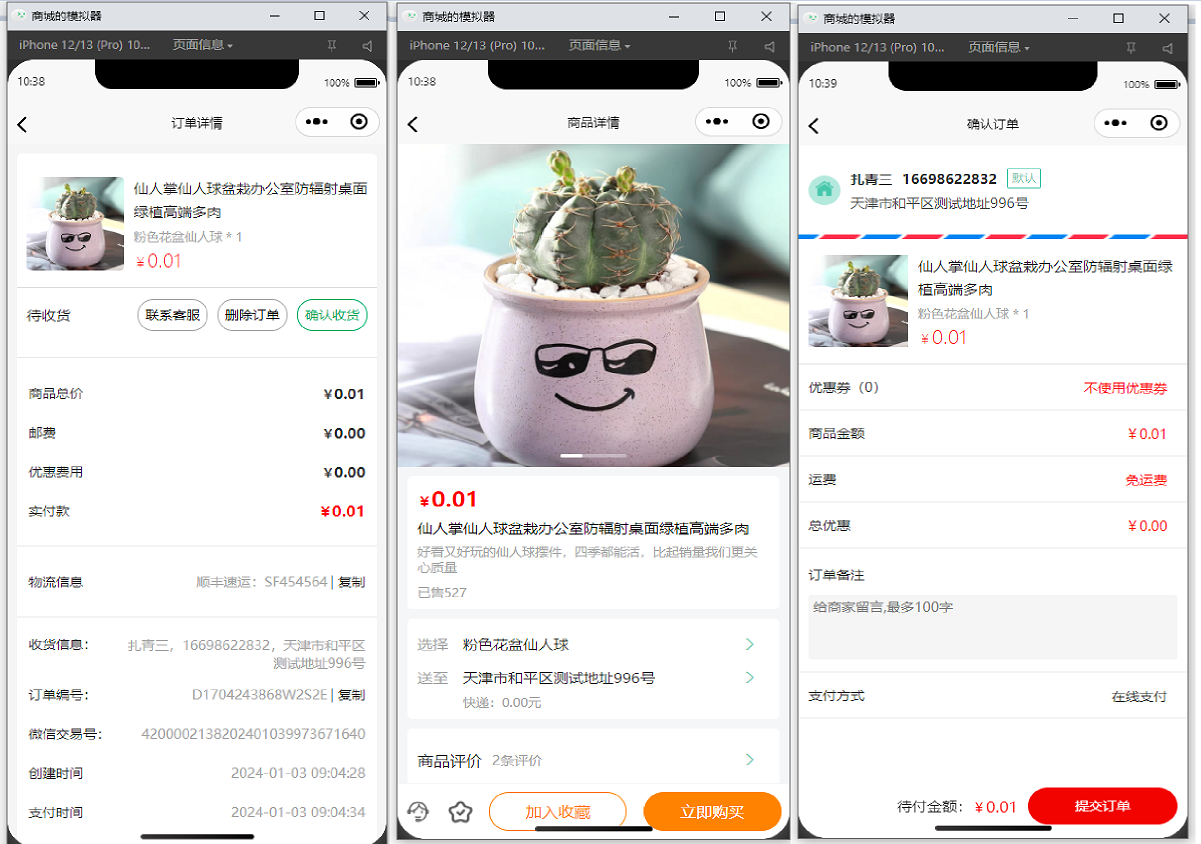 商城的模拟器
iPhone 12/13 (Pro) 10... 页面信息
10:38 100%
订单详情
仙人掌仙人球盆栽办公室防辐射桌面
绿植高端多肉
粉色花盆仙人球 * 1
¥0.01
待收货 联系客服 删除订单 确认收货
商品总价 ¥0.01
邮费 ¥0.00
优惠费用 ¥0.00
实付款 ¥0.01
物流信息 顺丰速运：SF454564 | 复制
收货信息： 扎青三，16698622832，天津市和平区
测试地址996号
订单编号： D1704243868W2S2E | 复制
微信交易号： 4200002138202401039973671640
创建时间 2024-01-03 09:04:28
支付时间 2024-01-03 09:04:34
商城的模拟器
iPhone 12/13 (Pro) 10... 页面信息
10:38 100%
商品详情
¥0.01
仙人掌仙人球盆栽办公室防辐射桌面绿植高端多肉
好看又好玩的仙人球摆件，四季都能活，比起销量我们更关
心质量
已售527
选择 粉色花盆仙人球
送至 天津市和平区测试地址996号
快递：0.00元
商品评价 2条评价
加入收藏 立即购买
商城的模拟器
iPhone 12/13 (Pro) 10... 页面信息
10:39 100%
确认订单
扎青三 16698622832 默认
天津市和平区测试地址996号
仙人掌仙人球盆栽办公室防辐射桌面绿
植高端多肉
粉色花盆仙人球 * 1
¥0.01
优惠券（0） 不使用优惠券
商品金额 ¥0.01
运费 免运费
总优惠 ¥0.00
订单备注
给商家留言,最多100字
支付方式 在线支付
待付金额：¥0.01 提交订单